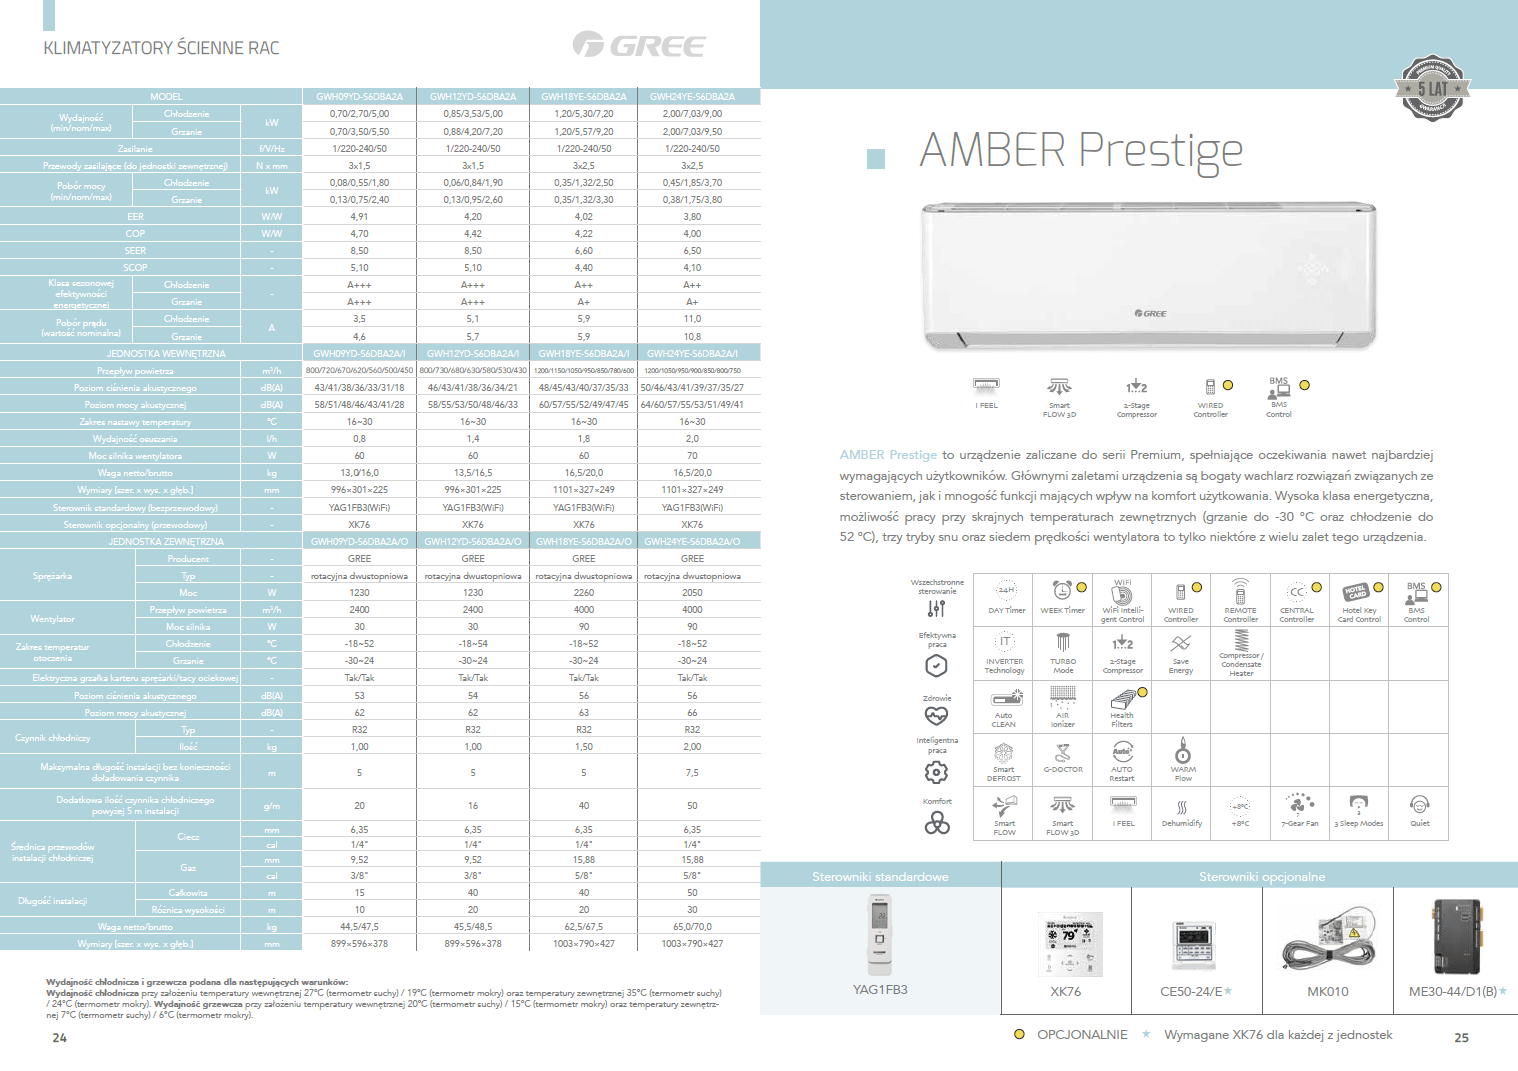 KLIMATYZATORY ŚCIENNE RAC
GREE
MODEL GWH09YD-S6DBA2A GWH12YD-S6DBA2A GWH18YE-S6DBA2A GWH24YE-S6DBA2A
Wydajność (min/nom/max) Chłodzenie kW 0,70/2,70/5,00 0,85/3,53/5,00 1,20/5,30/7,20 2,00/7,03/9,00
Grzanie 0,70/3,50/5,50 0,88/4,20/7,20 1,20/5,57/9,20 2,00/7,03/9,50
Zasilanie f/V/Hz 1/220-240/50 1/220-240/50 1/220-240/50 1/220-240/50
Przewody zasilające (do jednostki zewnętrznej) N x mm 3x1,5 3x1,5 3x2,5 3x2,5
Pobór mocy (min/nom/max) Chłodzenie kW 0,08/0,55/1,80 0,06/0,84/1,90 0,35/1,32/2,50 0,45/1,85/3,70
Grzanie 0,13/0,75/2,40 0,13/0,95/2,60 0,35/1,32/3,30 0,38/1,75/3,80
EER W/W 4,91 4,20 4,02 3,80
COP W/W 4,70 4,42 4,22 4,00
SEER - 8,50 8,50 6,60 6,50
SCOP - 5,10 5,10 4,40 4,10
Klasa sezonowej efektywności energetycznej Chłodzenie - A+++ A+++ A++ A++
Grzanie A+++ A+++ A+ A+
Pobór prądu (wartość nominalna) Chłodzenie A 3,5 5,1 5,9 11,0
Grzanie 4,6 5,7 5,9 10,8
JEDNOSTKA WEWNĘTRZNA GWH09YD-S6DBA2A/I GWH12YD-S6DBA2A/I GWH18YE-S6DBA2A/I GWH24YE-S6DBA2A/I
Przepływ powietrza m³/h 800/720/670/620/560/500/450 800/730/680/630/580/530/430 1200/1150/1050/950/850/780/600 1200/1050/950/900/850/800/750
Poziom ciśnienia akustycznego dB(A) 43/41/38/36/33/31/18 46/43/41/38/36/34/21 48/45/43/40/37/35/33 50/46/43/41/39/37/35/27
Poziom mocy akustycznej dB(A) 58/51/48/46/43/41/28 58/55/53/50/48/46/33 60/57/55/52/49/47/45 64/60/57/55/53/51/49/41
Zakres nastawy temperatury °C 16~30 16~30 16~30 16~30
Wydajność osuszania l/h 0,8 1,4 1,8 2,0
Moc silnika wentylatora W 60 60 60 70
Waga netto/brutto kg 13,0/16,0 13,5/16,5 16,5/20,0 16,5/20,0
Wymiary [szer. x wys. x głęb.] mm 996×301×225 996×301×225 1101×327×249 1101×327×249
Sterownik standardowy (bezprzewodowy) - YAG1FB3(WiFi) YAG1FB3(WiFi) YAG1FB3(WiFi) YAG1FB3(WiFi)
Sterownik opcjonalny (przewodowy) - XK76 XK76 XK76 XK76
JEDNOSTKA ZEWNĘTRZNA GWH09YD-S6DBA2A/O GWH12YD-S6DBA2A/O GWH18YE-S6DBA2A/O GWH24YE-S6DBA2A/O
Sprężarka Producent - GREE GREE GREE GREE
Typ - rotacyjna dwustopniowa rotacyjna dwustopniowa rotacyjna dwustopniowa rotacyjna dwustopniowa
Moc W 1230 1230 2260 2050
Wentylator Przepływ powietrza m³/h 2400 2400 4000 4000
Moc silnika W 30 30 90 90
Zakres temperatur otoczenia Chłodzenie °C -18~52 -18~54 -18~52 -18~52
Grzanie °C -30~24 -30~24 -30~24 -30~24
Elektryczna grzałka karteru sprężarki/tacy ociekowej - Tak/Tak Tak/Tak Tak/Tak Tak/Tak
Poziom ciśnienia akustycznego dB(A) 53 54 56 56
Poziom mocy akustycznej dB(A) 62 62 63 66
Czynnik chłodniczy Typ - R32 R32 R32 R32
Ilość kg 1,00 1,00 1,50 2,00
Maksymalna długość instalacji bez konieczności doładowania czynnika m 5 5 5 7,5
Dodatkowa ilość czynnika chłodniczego powyżej 5 m instalacji g/m 20 16 40 50
Średnica przewodów instalacji chłodniczej Ciecz mm 6,35 6,35 6,35 6,35
cal 1/4" 1/4" 1/4" 1/4"
Gaz mm 9,52 9,52 15,88 15,88
cal 3/8" 3/8" 5/8" 5/8"
Długość instalacji Całkowita m 15 40 40 50
Różnica wysokości m 10 20 20 30
Waga netto/brutto kg 44,5/47,5 45,5/48,5 62,5/67,5 65,0/70,0
Wymiary [szer. x wys. x głęb.] mm 899×596×378 899×596×378 1003×790×427 1003×790×427
Wydajność chłodnicza i grzewcza podana dla następujących warunków:
Wydajność chłodnicza przy założeniu temperatury wewnętrznej 27°C (termometr suchy) / 19°C (termometr mokry) oraz temperatury zewnętrznej 35°C (termometr suchy)
/ 24°C (termometr mokry). Wydajność grzewcza przy założeniu temperatury wewnętrznej 20°C (termometr suchy) / 15°C (termometr mokry) oraz temperatury zewnętrz-
nej 7°C (termometr suchy) / 6°C (termometr mokry).
24
PREMIUM QUALITY
5 LAT
GWARANCJA
AMBER Prestige
GREE
I FEEL
Smart FLOW 3D
2-Stage Compressor
WIRED Controller
BMS
BMS Control
AMBER Prestige to urządzenie zaliczane do serii Premium, spełniające oczekiwania nawet najbardziej
wymagających użytkowników. Głównymi zaletami urządzenia są bogaty wachlarz rozwiązań związanych ze
sterowaniem, jak i mnogość funkcji mających wpływ na komfort użytkowania. Wysoka klasa energetyczna,
możliwość pracy przy skrajnych temperaturach zewnętrznych (grzanie do -30 °C oraz chłodzenie do
52 °C), trzy tryby snu oraz siedem prędkości wentylatora to tylko niektóre z wielu zalet tego urządzenia.
Wszechstronne sterowanie
24H DAY Timer
WEEK Timer
WiFi WiFi Intelli-gent Control
WIRED Controller
REMOTE Controller
CC CENTRAL Controller
HOTEL CARD Hotel Key Card Control
BMS BMS Control
Efektywna praca
IT INVERTER Technology
TURBO Mode
1 2 2-Stage Compressor
Save Energy
Compressor / Condensate Heater
Zdrowie
Auto CLEAN
AIR Ionizer
Health Filters
Inteligentna praca
Smart DEFROST
G-DOCTOR
Auto AUTO Restart
WARM Flow
Komfort
Smart FLOW
Smart FLOW 3D
I FEEL
Dehumidify
+8ºC +8ºC
7 7-Gear Fan
3 3 Sleep Modes
Quiet
Sterowniki standardowe
Sterowniki opcjonalne
YAG1FB3
79°
XK76
CE50-24/E★
MK010
ME30-44/D1(B)★
OPCJONALNIE ★ Wymagane XK76 dla każdej z jednostek
25